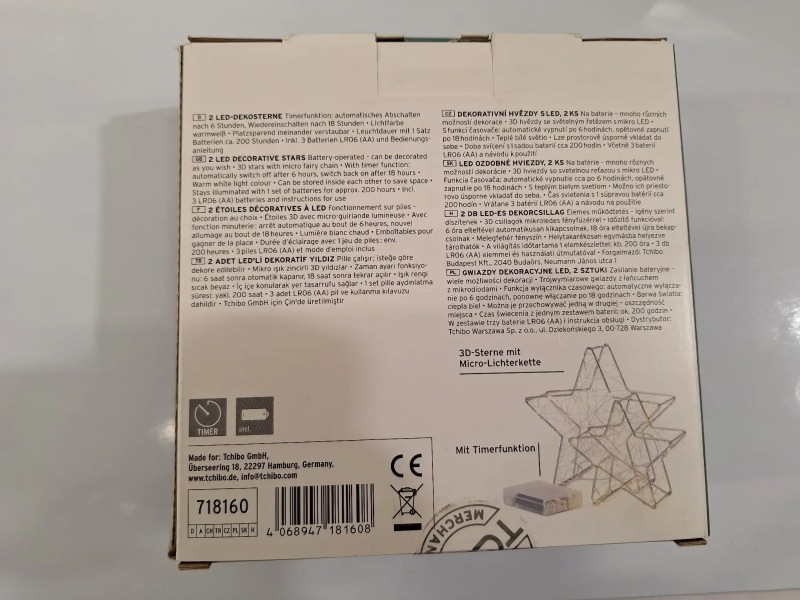 D 2 LED-DEKOSTERNE Timerfunktion: automatisches Abschalten
nach 6 Stunden, Wiedereinschalten nach 18 Stunden • Lichtfarbe
warmweiß • Platzsparend ineinander verstaubar • Leuchtdauer mit 1 Satz
Batterien ca. 200 Stunden • Inkl. 3 Batterien LR06 (AA) und Bedienungs-
anleitung
GB 2 LED DECORATIVE STARS Battery-operated - can be decorated
as you wish • 3D stars with micro fairy chain • With timer function:
automatically switch off after 6 hours, switch back on after 18 hours •
Warm white light colour • Can be stored inside each other to save space •
Stays illuminated with 1 set of batteries for approx. 200 hours • Incl.
3 LR06 (AA) batteries and instructions for use
F 2 ÉTOILES DÉCORATIVES À LED Fonctionnement sur piles -
décoration au choix • Étoiles 3D avec micro-guirlande lumineuse • Avec
fonction minuterie: arrêt automatique au bout de 6 heures, nouvel
allumage au bout de 18 heures • Lumière blanc chaud • Emboîtables pour
gagner de la place • Durée d'éclairage avec 1 jeu de piles: env.
200 heures • 3 piles LR06 (AA) et mode d'emploi inclus
TR 2 ADET LED'Lİ DEKORATİF YILDIZ Pille çalışır; isteğe göre
dekore edilebilir • Mikro ışık zincirli 3D yıldızlar • Zaman ayarı fonksiyo-
nu: 6 saat sonra otomatik kapanır, 18 saat sonra tekrar açılır • Işık rengi
sıcak beyaz • İç içe konularak yer tasarrufu sağlar • 1 set pille aydınlatma
süresi: yakl. 200 saat • 3 adet LR06 (AA) pil ve kullanma kılavuzu
dahildir • Tchibo GmbH için Çin'de üretilmiştir
CZ DEKORATIVNÍ HVĚZDY S LED, 2 KS Na baterie - mnoho různých
možností dekorace • 3D hvězdy se světelným řetězem s mikro LED •
S funkcí časovače: automatické vypnutí po 6 hodinách, opětovné zapnutí
po 18 hodinách • Teplé bílé světlo • Lze prostorově úsporně vkládat do
sebe • Doba svícení s 1 sadou baterií cca 200 hodin • Včetně 3 baterií
LR06 (AA) a návodu k použití
SK LED OZDOBNÉ HVIEZDY, 2 KS Na batérie - mnoho rôznych
možností dekorácie • 3D hviezdy so svetelnou reťazou s mikro LED •
Funkcia časovača: automatické vypnutie cca po 6 hodinách, opätovné
zapnutie po 18 hodinách • S teplým bielym svetlom • Možno ich priesto-
rovo úsporne vkladať do seba • Čas svietenia s 1 súpravou batérií cca
200 hodín • Vrátane 3 batérií LR06 (AA) a návodu na použitie
H 2 DB LED-ES DEKORCSILLAG Elemes működtetés - igény szerint
díszítenek • 3D csillagok mikroledes fényfüzérrel • Időzítő funkcióval:
6 óra elteltével automatikusan kikapcsolnak, 18 óra elteltével újra bekap-
csolnak • Melegfehér fényszín • Helytakarékosan egymásba helyezve
tárolhatók • A világítás időtartama 1 elemkészlettel: kb. 200 óra • 3 db
LR06 (AA) elemmel és használati útmutatóval • Forgalmazó: Tchibo
Budapest Kft., 2040 Budaörs, Neumann János utca 1
PL GWIAZDY DEKORACYJNE LED, 2 SZTUKI Zasilanie bateryjne -
wiele możliwości dekoracji • Trójwymiarowe gwiazdy z łańcuchem
z mikrodiodami • Funkcja wyłącznika czasowego: automatyczne wyłącze-
nie po 6 godzinach, ponowne włączenie po 18 godzinach • Barwa światła:
ciepła biel • Można je przechowywać jedną w drugiej - oszczędność
miejsca • Czas świecenia z jednym zestawem baterii: ok. 200 godzin •
W zestawie trzy baterie LR06 (AA) i instrukcja obsługi • Dystrybutor:
Tchibo Warszawa Sp. z o.o., ul. Dziekońskiego 3, 00-728 Warszawa
3D-Sterne mit
Micro-Lichterkette
Mit Timerfunktion
TIMER
incl.
Made for: Tchibo GmbH,
Überseering 18, 22297 Hamburg, Germany,
www.tchibo.de, info@tchibo.com
CE
718160
D A CH TR CZ PL SK H
4 068947 181608